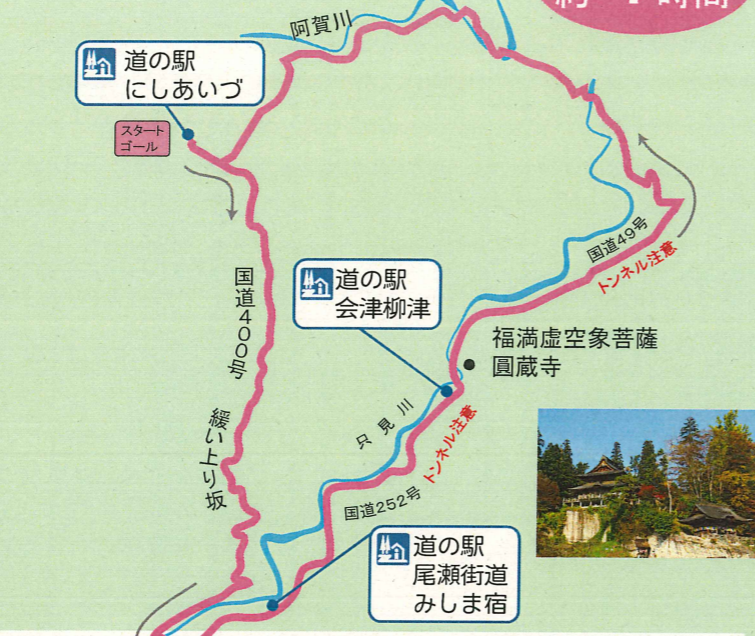 阿賀川
道の駅
にしあいづ
スタート
ゴール
国道49号
トンネル注意
国道400号
道の駅
会津柳津
福満虚空象菩薩
圓蔵寺
只見川
トンネル注意
緩い上り坂
国道252号
道の駅
尾瀬街道
みしま宿